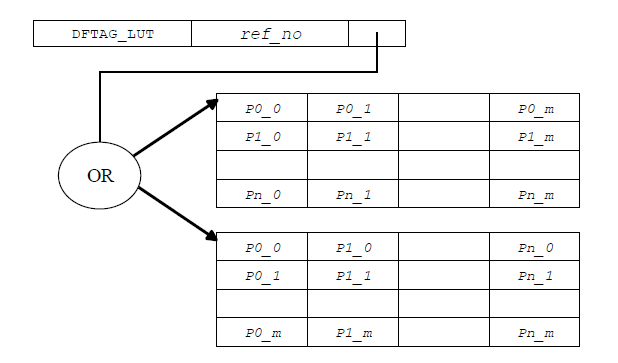 DFTAG_LUT ref_no
P0_0 P0_1 P0_m
P1_0 P1_1 P1_m
Pn_0 Pn_1 Pn_m
OR
P0_0 P1_0 Pn_0
P0_1 P1_1 Pn_1
P0_m P1_m Pn_m